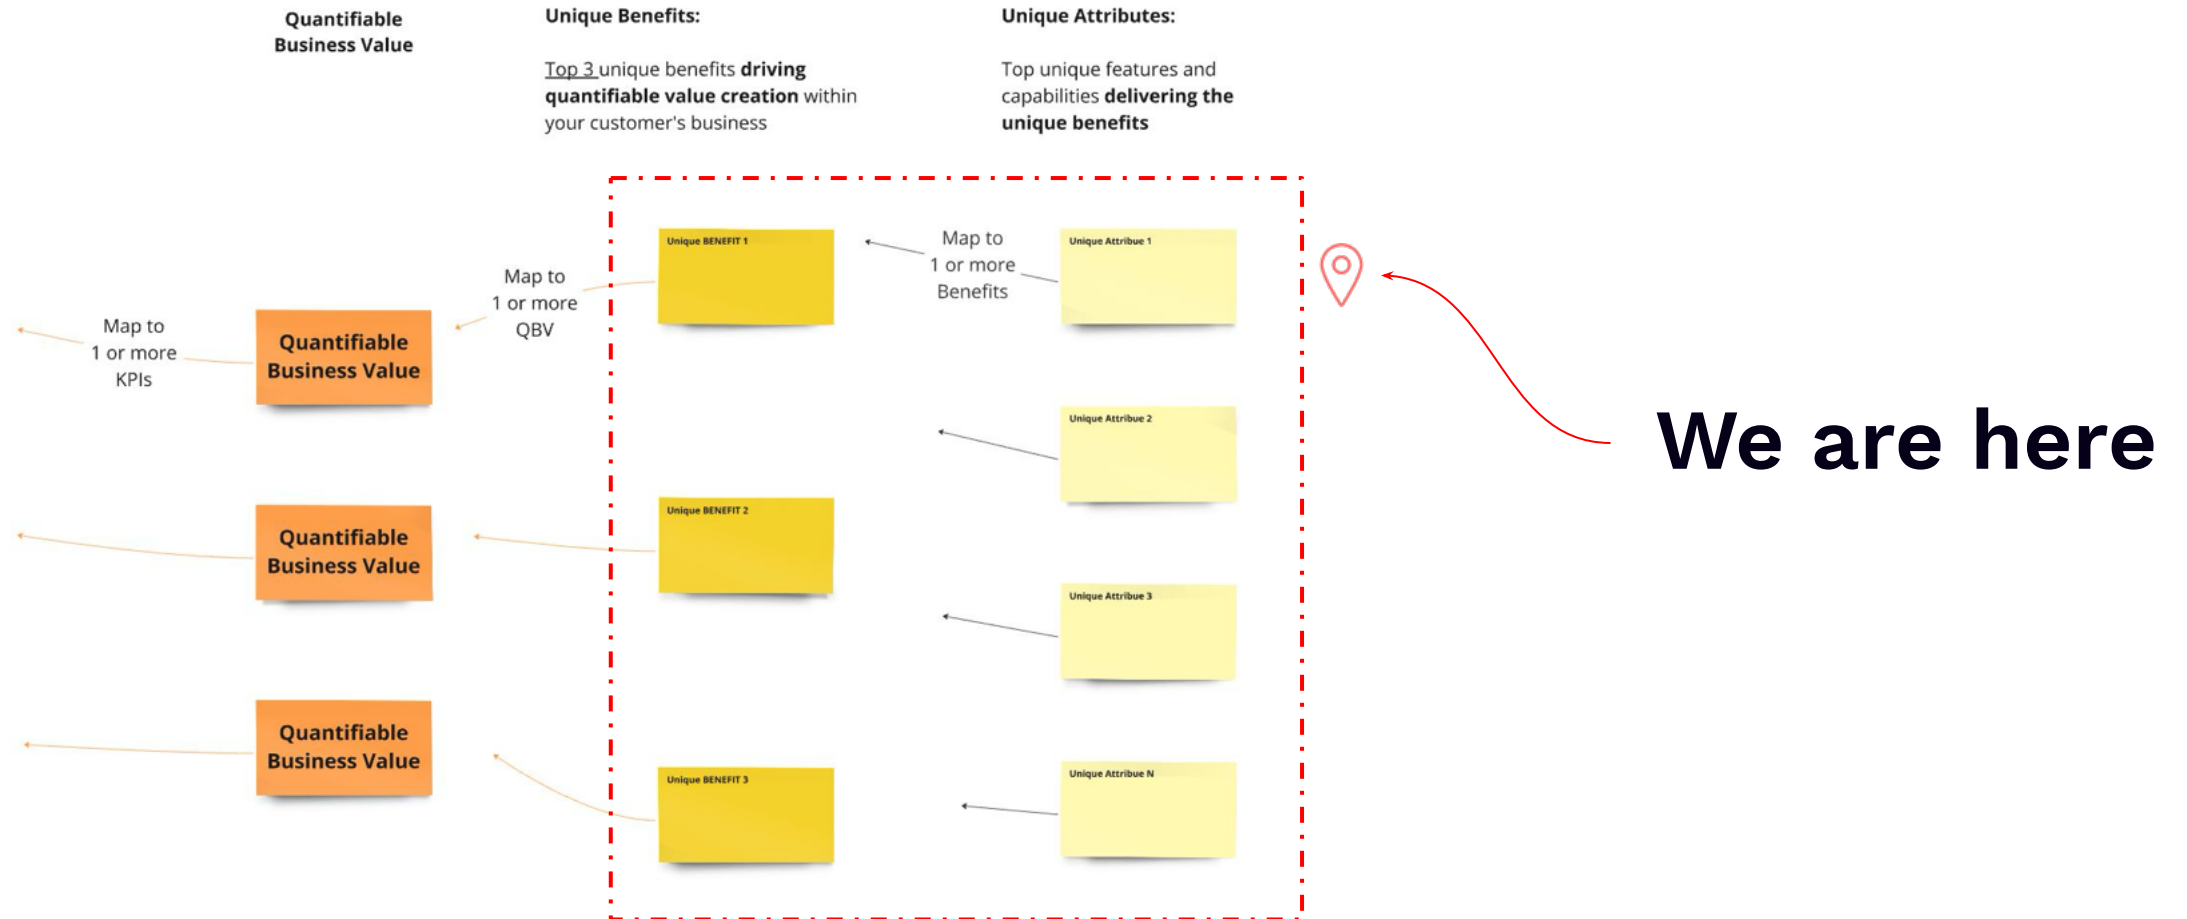 Quantifiable
Business Value
Unique Benefits:
Top 3 unique benefits driving
quantifiable value creation within
your customer's business
Unique Attributes:
Top unique features and
capabilities delivering the
unique benefits
Map to
1 or more
KPIs
Quantifiable
Business Value
Quantifiable
Business Value
Quantifiable
Business Value
Map to
1 or more
QBV
Unique BENEFIT 1
Unique BENEFIT 2
Unique BENEFIT 3
Map to
1 or more
Benefits
Unique Attribue 1
Unique Attribue 2
Unique Attribue 3
Unique Attribue N
We are here